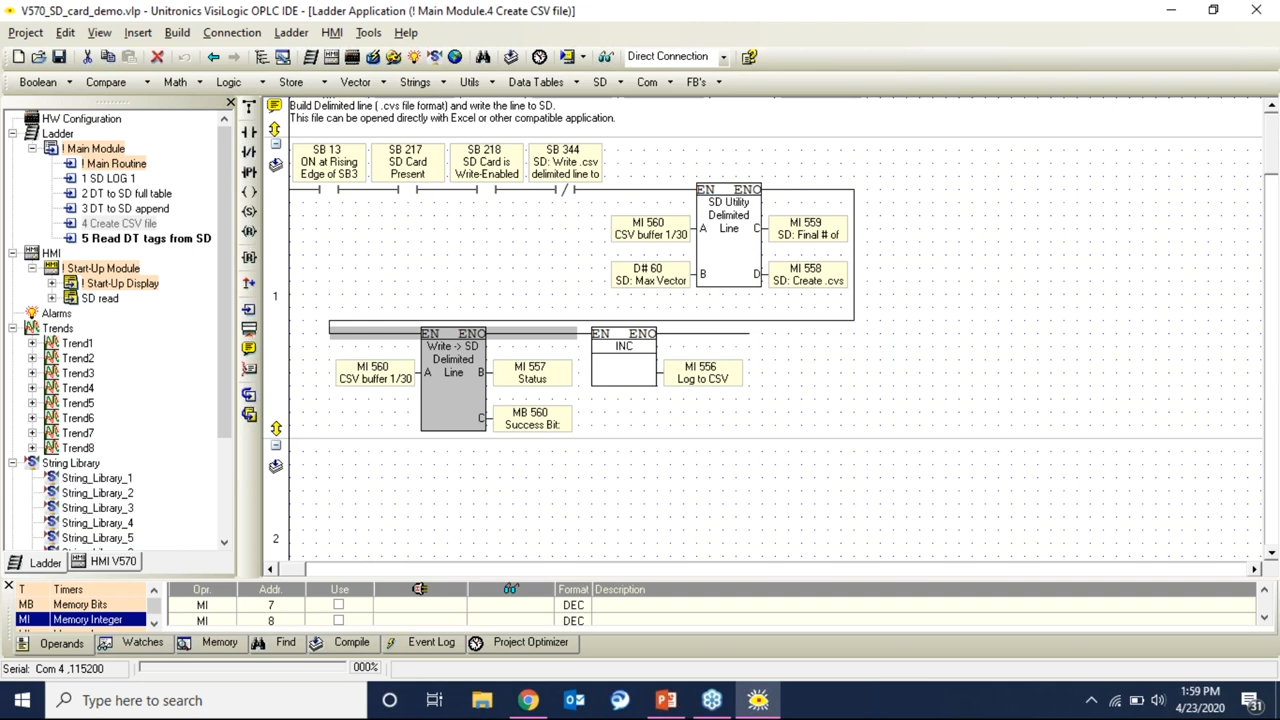 V570_SD_card_demo.vlp - Unitronics VisiLogic OPLC IDE - [Ladder Application (! Main Module.4 Create CSV file)]
Project Edit View Insert Build Connection Ladder HMI Tools Help
Direct Connection
Boolean Compare Math Logic Store Vector Strings Utils Data Tables SD Com FB's
HW Configuration
Ladder
! Main Module
! Main Routine
1 SD LOG 1
2 DT to SD full table
3 DT to SD append
4 Create CSV file
5 Read DT tags from SD
HMI
! Start-Up Module
! Start-Up Display
SD read
Alarms
Trends
Trend1
Trend2
Trend3
Trend4
Trend5
Trend6
Trend7
Trend8
String Library
String_Library_1
String_Library_2
String_Library_3
String_Library_4
String_Library_5
Ladder HMI V570
Build Delimited line ( .cvs file format) and write the line to SD.
This file can be opened directly with Excel or other compatible application.
SB 13
ON at Rising
Edge of SB3
SB 217
SD Card
Present
SB 218
SD Card is
Write-Enabled
SB 344
SD: Write .csv
delimited line to
EN ENO
SD Utility
Delimited
A Line C
B D
MI 560
CSV buffer 1/30
D# 60
SD: Max Vector
MI 559
SD: Final # of
MI 558
SD: Create .cvs
1
EN ENO
Write -> SD
Delimited
A Line B
C
MI 560
CSV buffer 1/30
MI 557
Status
MB 560
Success Bit:
EN ENO
INC
MI 556
Log to CSV
2
T Timers
MB Memory Bits
MI Memory Integer
Opr. Addr. Use Format Description
MI 7 DEC
MI 8 DEC
Operands Watches Memory Find Compile Event Log Project Optimizer
Serial: Com 4 ,115200
000%
Type here to search
1:59 PM
4/23/2020
31